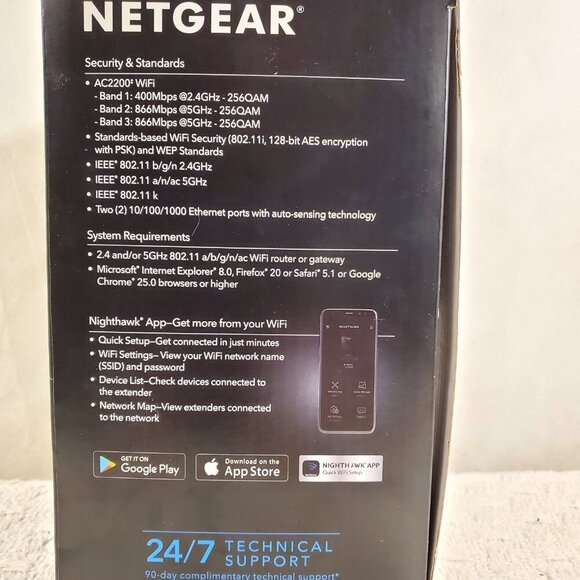 NETGEAR®
Security & Standards
• AC2200‡ WiFi
- Band 1: 400Mbps @2.4GHz - 256QAM
- Band 2: 866Mbps @5GHz - 256QAM
- Band 3: 866Mbps @5GHz - 256QAM
• Standards-based WiFi Security (802.11i, 128-bit AES encryption
with PSK) and WEP Standards
• IEEE® 802.11 b/g/n 2.4GHz
• IEEE® 802.11 a/n/ac 5GHz
• IEEE® 802.11 k
• Two (2) 10/100/1000 Ethernet ports with auto-sensing technology
System Requirements
• 2.4 and/or 5GHz 802.11 a/b/g/n/ac WiFi router or gateway
• Microsoft® Internet Explorer® 8.0, Firefox® 20 or Safari® 5.1 or Google
Chrome™ 25.0 browsers or higher
Nighthawk® App—Get more from your WiFi
• Quick Setup—Get connected in just minutes
• WiFi Settings—View your WiFi network name
(SSID) and password
• Device List—Check devices connected to
the extender
• Network Map—View extenders connected
to the network
NIGHTHAWK
GET IT ON
Google Play
Download on the
App Store
NIGHTHAWK APP
Quick WiFi Setup
24/7 TECHNICAL
SUPPORT
90-day complimentary technical support*